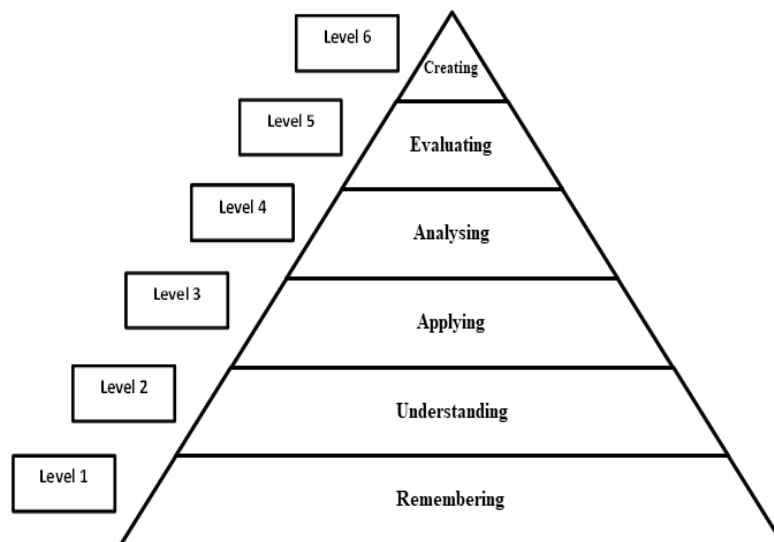 Level 6
Creating
Level 5
Evaluating
Level 4
Analysing
Level 3
Applying
Level 2
Understanding
Level 1
Remembering